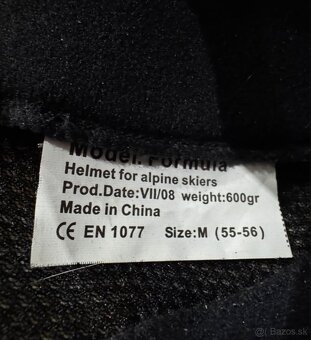 Model: Formula
Helmet for alpine skiers
Prod.Date:VII/08 weight:600gr
Made in China
CE EN 1077 Size:M (55-56)
Bazos.sk